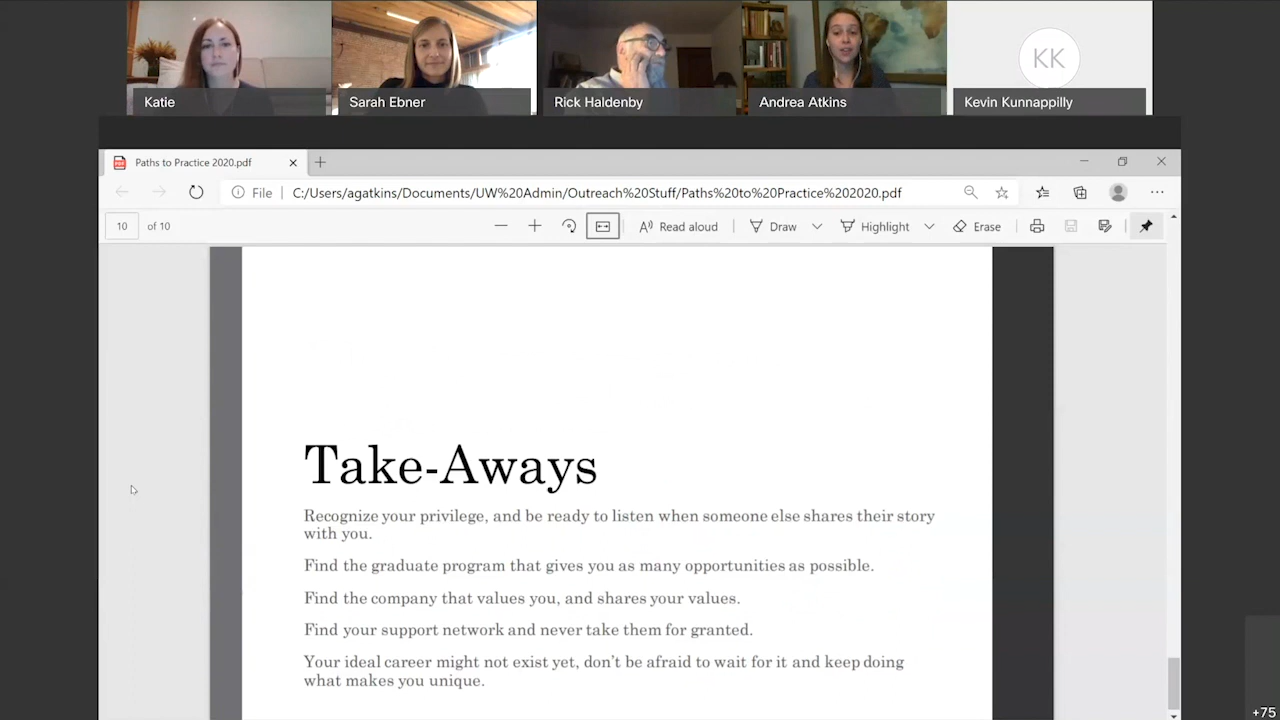 Katie
Sarah Ebner
Rick Haldenby
Andrea Atkins
KK
Kevin Kunnappilly
Paths to Practice 2020.pdf
File
C:/Users/agatkins/Documents/UW%20Admin/Outreach%20Stuff/Paths%20to%20Practice%202020.pdf
10 of 10
Read aloud
Draw
Highlight
Erase
Take-Aways
Recognize your privilege, and be ready to listen when someone else shares their story
with you.
Find the graduate program that gives you as many opportunities as possible.
Find the company that values you, and shares your values.
Find your support network and never take them for granted.
Your ideal career might not exist yet, don't be afraid to wait for it and keep doing
what makes you unique.
+75